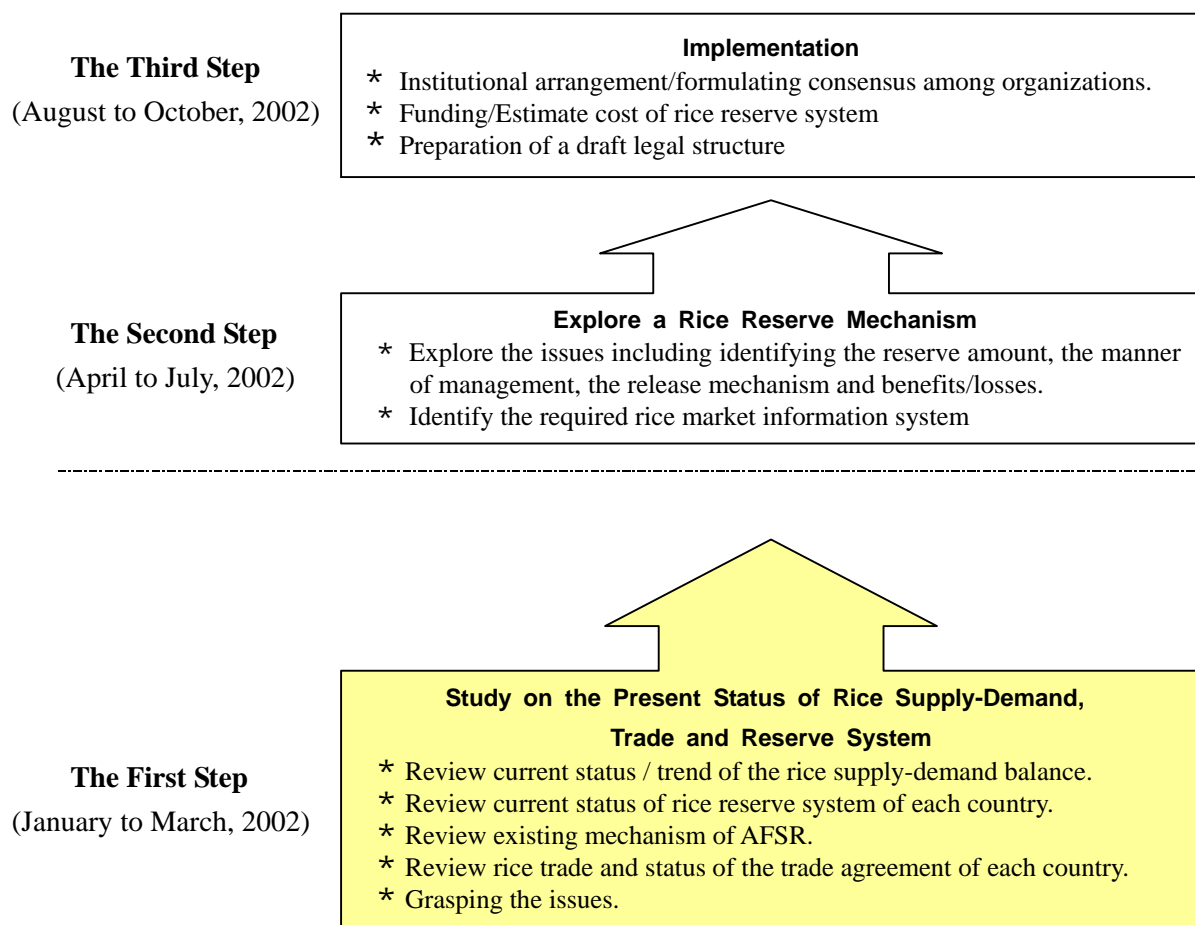 The Third Step
(August to October, 2002)
Implementation
* Institutional arrangement/formulating consensus among organizations.
* Funding/Estimate cost of rice reserve system
* Preparation of a draft legal structure
The Second Step
(April to July, 2002)
Explore a Rice Reserve Mechanism
* Explore the issues including identifying the reserve amount, the manner
of management, the release mechanism and benefits/losses.
* Identify the required rice market information system
The First Step
(January to March, 2002)
Study on the Present Status of Rice Supply-Demand,
Trade and Reserve System
* Review current status / trend of the rice supply-demand balance.
* Review current status of rice reserve system of each country.
* Review existing mechanism of AFSR.
* Review rice trade and status of the trade agreement of each country.
* Grasping the issues.